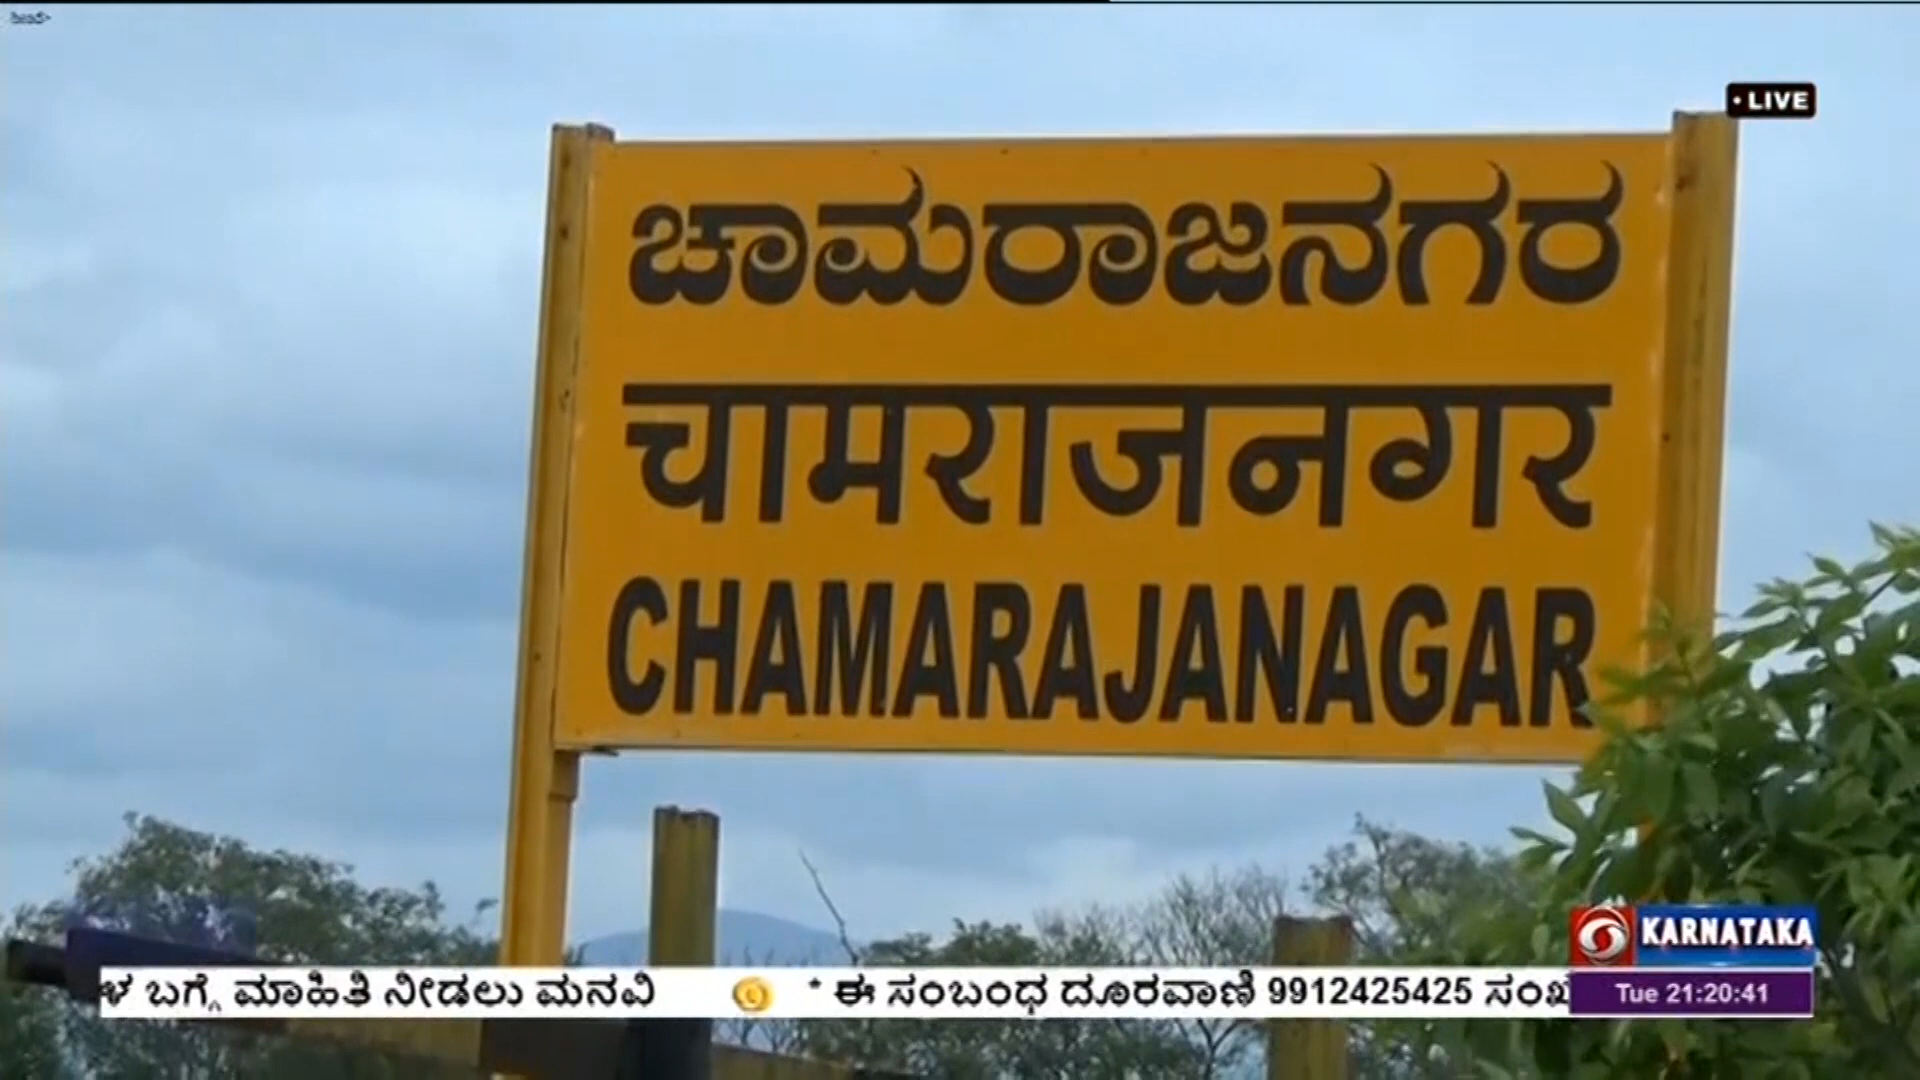 LIVE
ಚಾಮರಾಜನಗರ
चामराजनगर
CHAMARAJANAGAR
KARNATAKA
ಳ ಬಗ್ಗೆ ಮಾಹಿತಿ ನೀಡಲು ಮನವಿ * ಈ ಸಂಬಂಧ ದೂರವಾಣಿ 9912425425
Tue 21:20:41